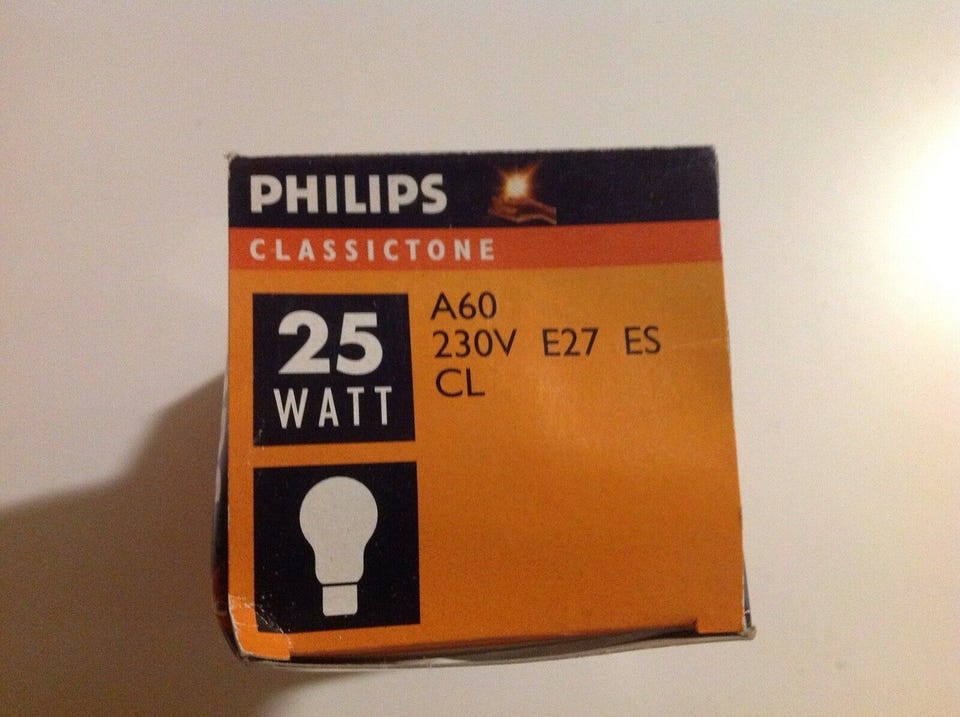 PHILIPS
CLASSICTONE
25
WATT
A60
230V E27 ES
CL